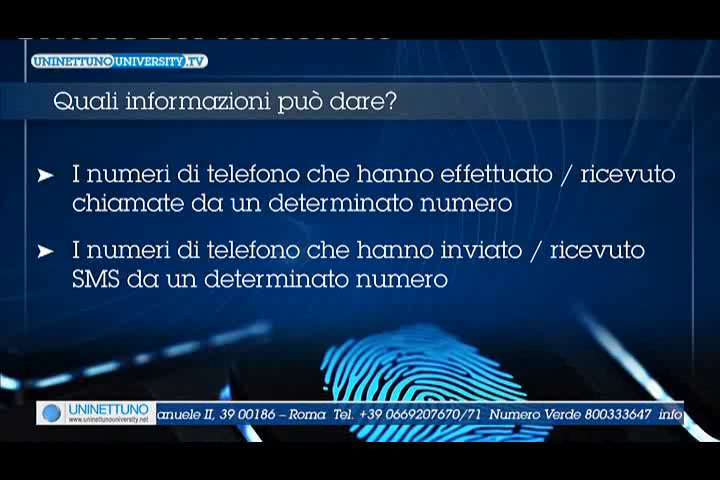 UNINETTUNOUNIVERSITY.TV
Quali informazioni può dare?
➤ I numeri di telefono che hanno effettuato / ricevuto
chiamate da un determinato numero
➤ I numeri di telefono che hanno inviato / ricevuto
SMS da un determinato numero
UNINETTUNO
www.uninettunouniversity.net
anuele II, 39 00186 – Roma Tel. +39 0669207670/71 Numero Verde 800333647 info